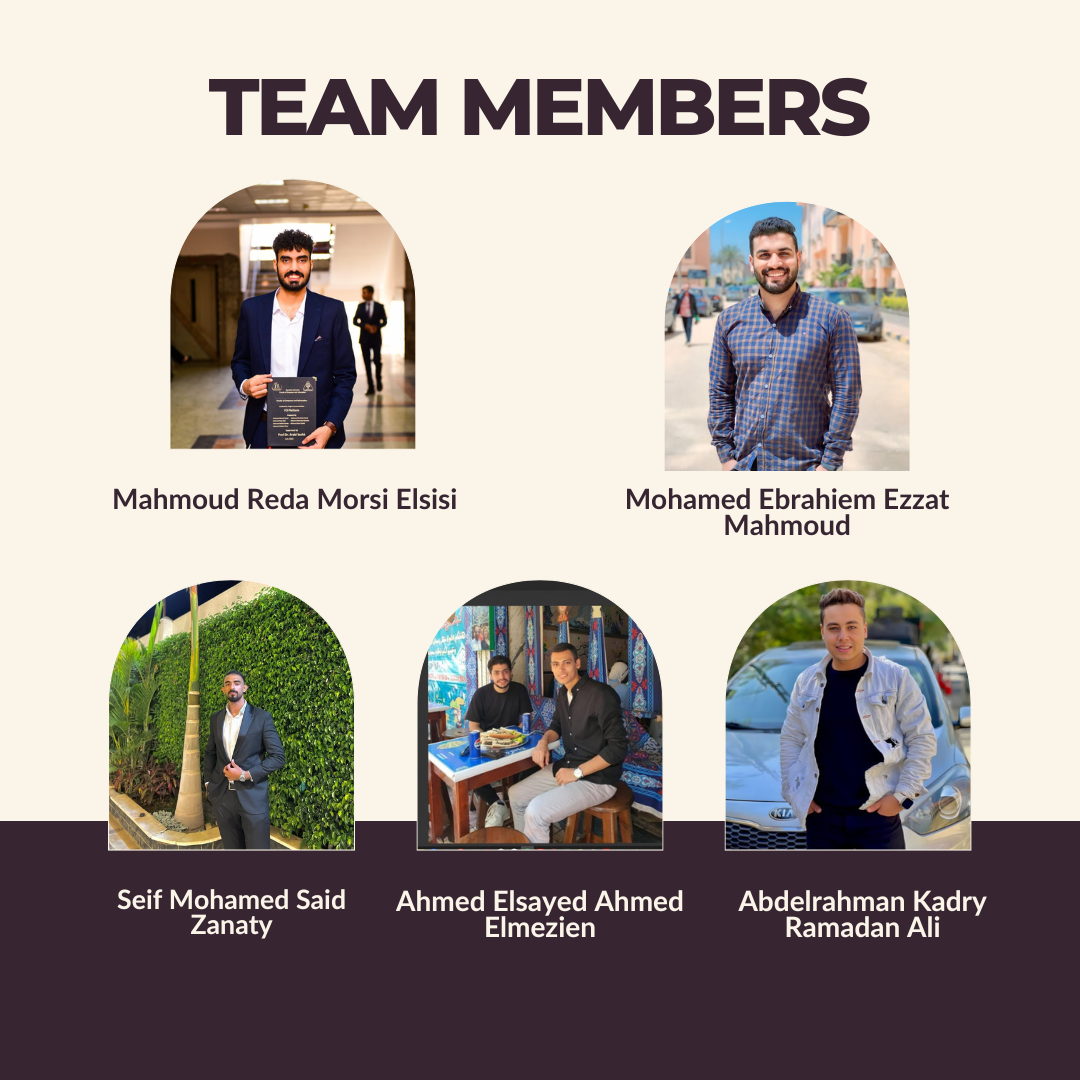 TEAM MEMBERS
Mahmoud Reda Morsi Elsisi
Mohamed Ebrahiem Ezzat
Mahmoud
Seif Mohamed Said
Zanaty
Ahmed Elsayed Ahmed
Elmezien
Abdelrahman Kadry
Ramadan Ali
KIA